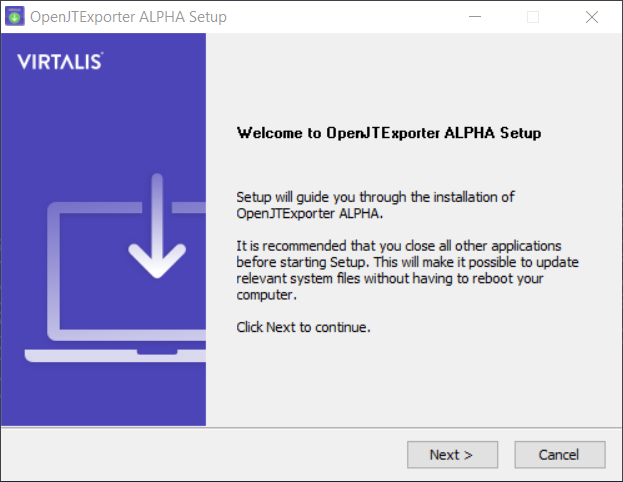 OpenJTExporter ALPHA Setup
VIRTALIS
Welcome to OpenJTExporter ALPHA Setup
Setup will guide you through the installation of
OpenJTExporter ALPHA.
It is recommended that you close all other applications
before starting Setup. This will make it possible to update
relevant system files without having to reboot your
computer.
Click Next to continue.
Next >
Cancel